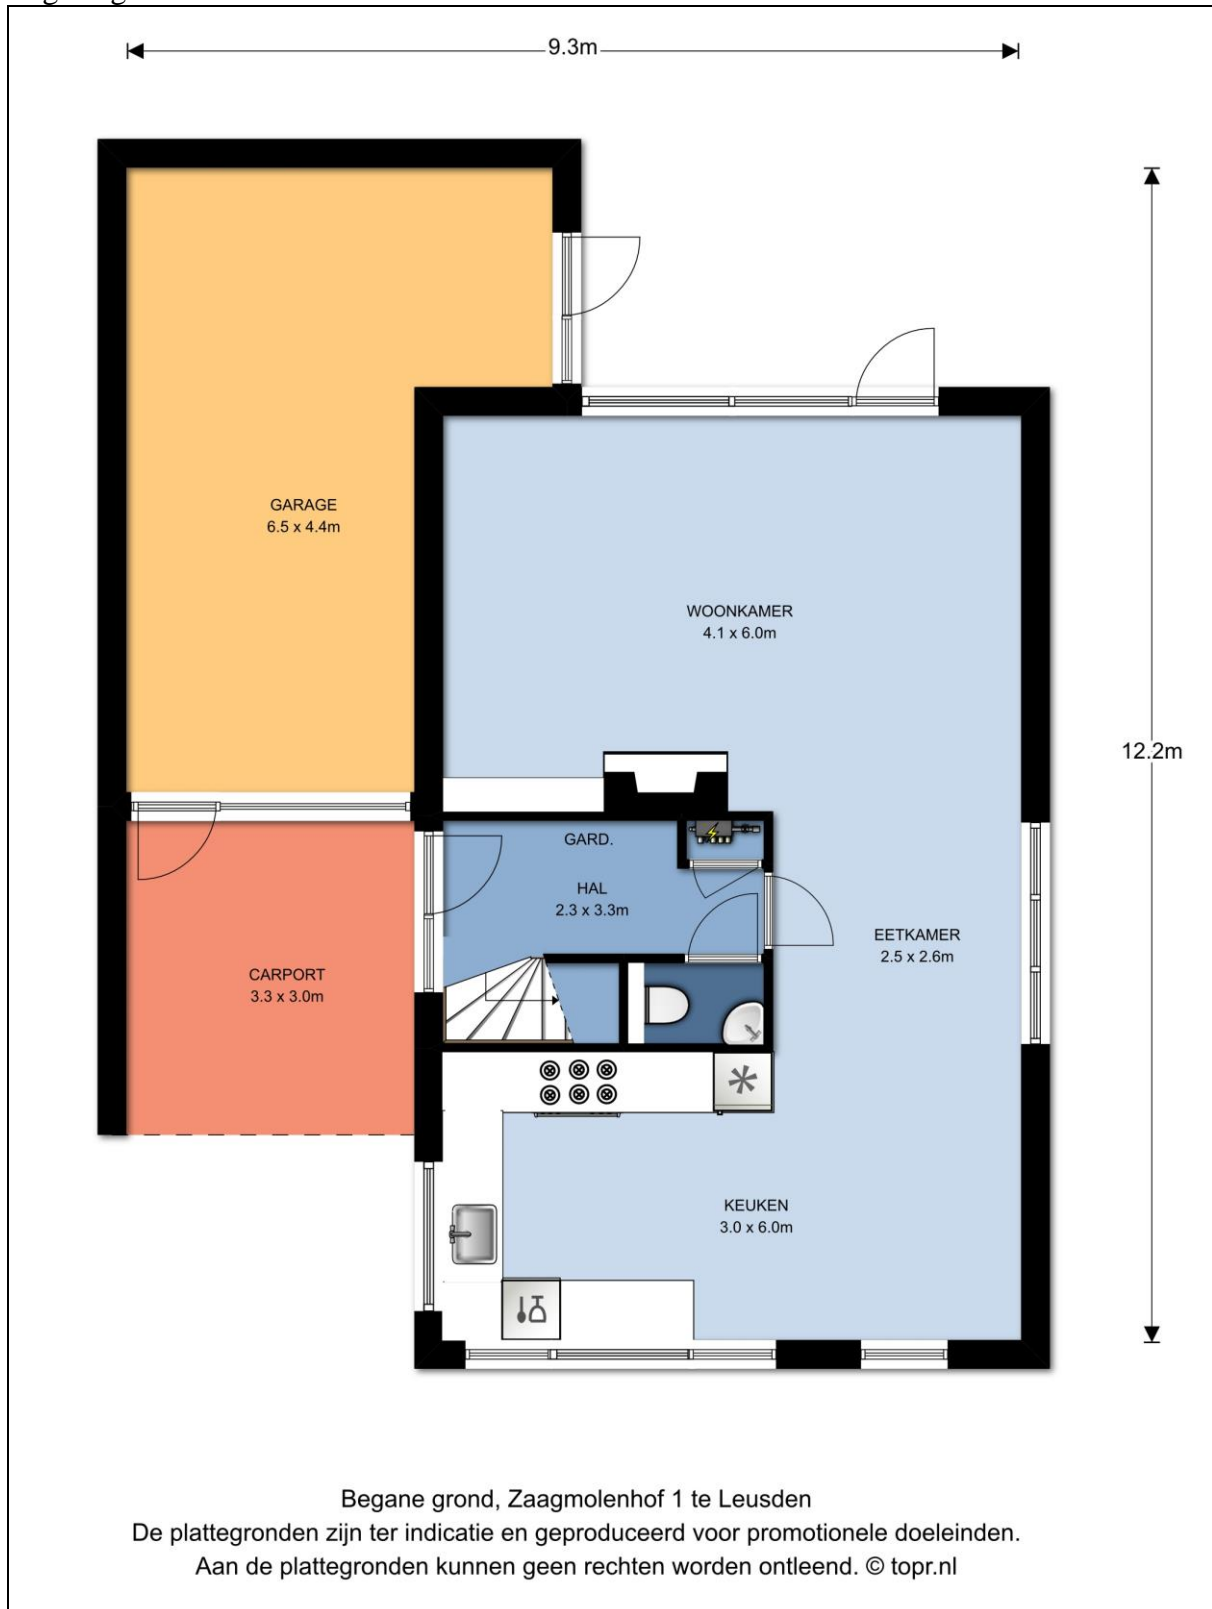 9.3m
GARAGE
6.5 x 4.4m
WOONKAMER
4.1 x 6.0m
12.2m
GARD.
HAL
2.3 x 3.3m
EETKAMER
2.5 x 2.6m
CARPORT
3.3 x 3.0m
KEUKEN
3.0 x 6.0m
Begane grond, Zaagmolenhof 1 te Leusden
De plattegronden zijn ter indicatie en geproduceerd voor promotionele doeleinden.
Aan de plattegronden kunnen geen rechten worden ontleend. © topr.nl